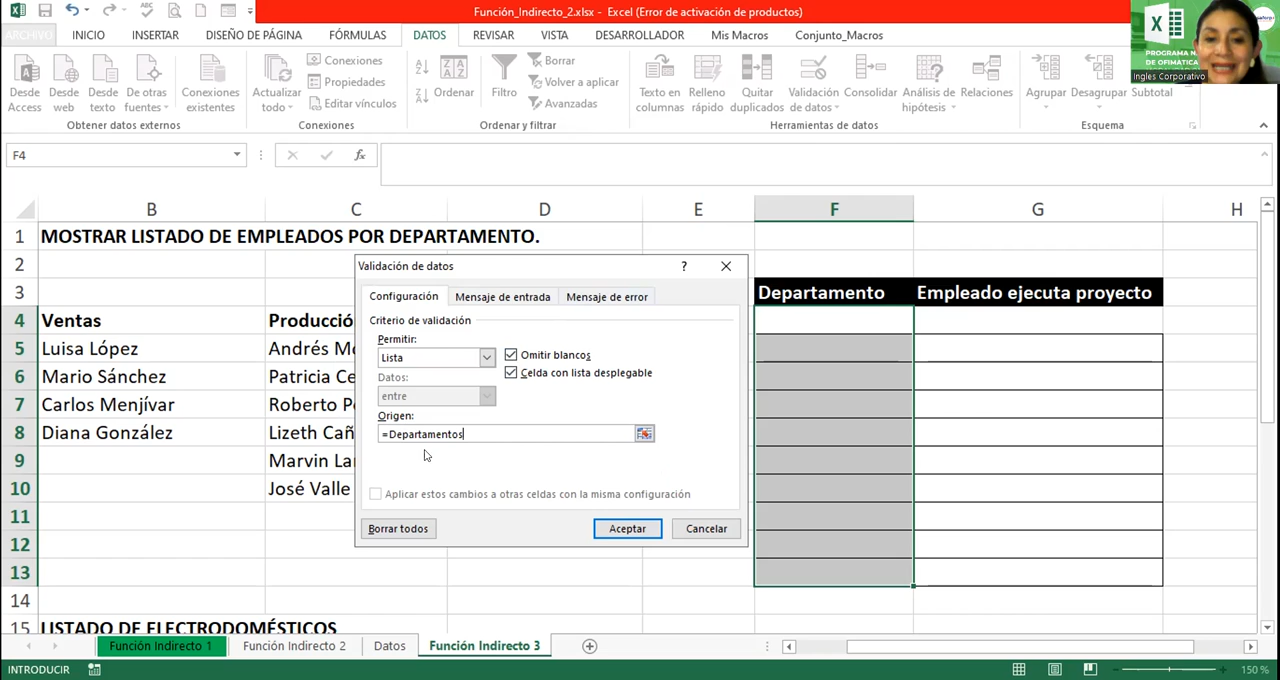 Función_Indirecto_2.xlsx - Excel (Error de activación de productos)
ARCHIVO INICIO INSERTAR DISEÑO DE PÁGINA FÓRMULAS DATOS REVISAR VISTA DESARROLLADOR Mis Macros Conjunto_Macros
PROGRAMA
DE OFIMATICA
Ingles Corporativo
Desde Access
Desde web
Desde texto
De otras fuentes
Conexiones existentes
Obtener datos externos
Actualizar todo
Conexiones
Propiedades
Editar vínculos
Conexiones
Ordenar
Filtro
Borrar
Volver a aplicar
Avanzadas
Ordenar y filtrar
Texto en columnas
Relleno rápido
Quitar duplicados
Validación de datos
Consolidar
Análisis de hipótesis
Relaciones
Herramientas de datos
Agrupar
Desagrupar
Subtotal
Esquema
F4
fx
B C D E F G H
1 MOSTRAR LISTADO DE EMPLEADOS POR DEPARTAMENTO.
2
3 Departamento Empleado ejecuta proyecto
4 Ventas
5 Luisa López Andrés
6 Mario Sánchez Patricia
7 Carlos Menjívar Roberto
8 Diana González Lizeth
9 Marvin
10 José Valle
11
12
13
14
15 LISTADO DE ELECTRODOMÉSTICOS
Validación de datos ?
Configuración Mensaje de entrada Mensaje de error
Criterio de validación
Permitir:
Lista
Omitir blancos
Datos:
Celda con lista desplegable
entre
Origen:
=Departamentos
Aplicar estos cambios a otras celdas con la misma configuración
Borrar todos Aceptar Cancelar
Función Indirecto 1 Función Indirecto 2 Datos Función Indirecto 3
INTRODUCIR
150 %